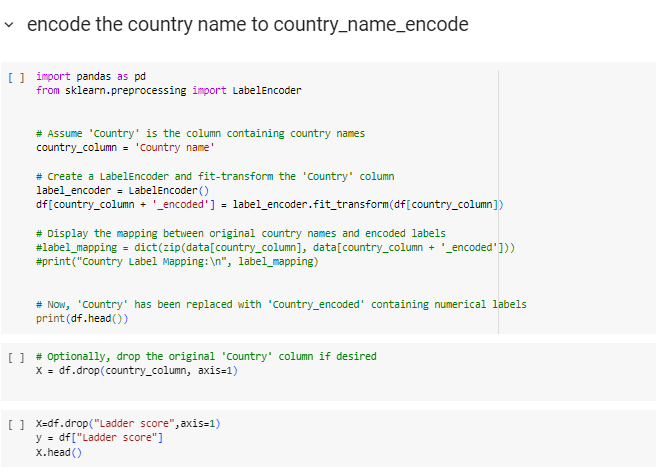 encode the country name to country_name_encode
[ ] import pandas as pd
from sklearn.preprocessing import LabelEncoder
# Assume 'Country' is the column containing country names
country_column = 'Country name'
# Create a LabelEncoder and fit-transform the 'Country' column
label_encoder = LabelEncoder()
df[country_column + '_encoded'] = label_encoder.fit_transform(df[country_column])
# Display the mapping between original country names and encoded labels
#label_mapping = dict(zip(data[country_column], data[country_column + '_encoded']))
#print("Country Label Mapping:\n", label_mapping)
# Now, 'Country' has been replaced with 'Country_encoded' containing numerical labels
print(df.head())
[ ] # Optionally, drop the original 'Country' column if desired
X = df.drop(country_column, axis=1)
[ ] X=df.drop("Ladder score",axis=1)
y = df["Ladder score"]
X.head()